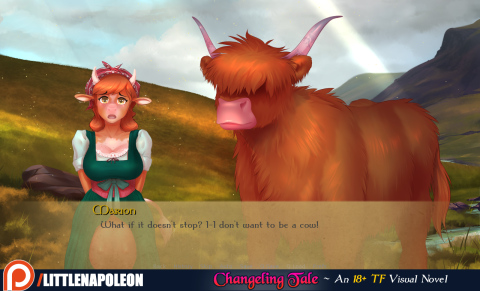 Marion
What if it doesn't stop? I-I don't want to be a cow!
/LITTLENAPOLEON
Changeling Tale ~ An 18+ TF Visual Novel